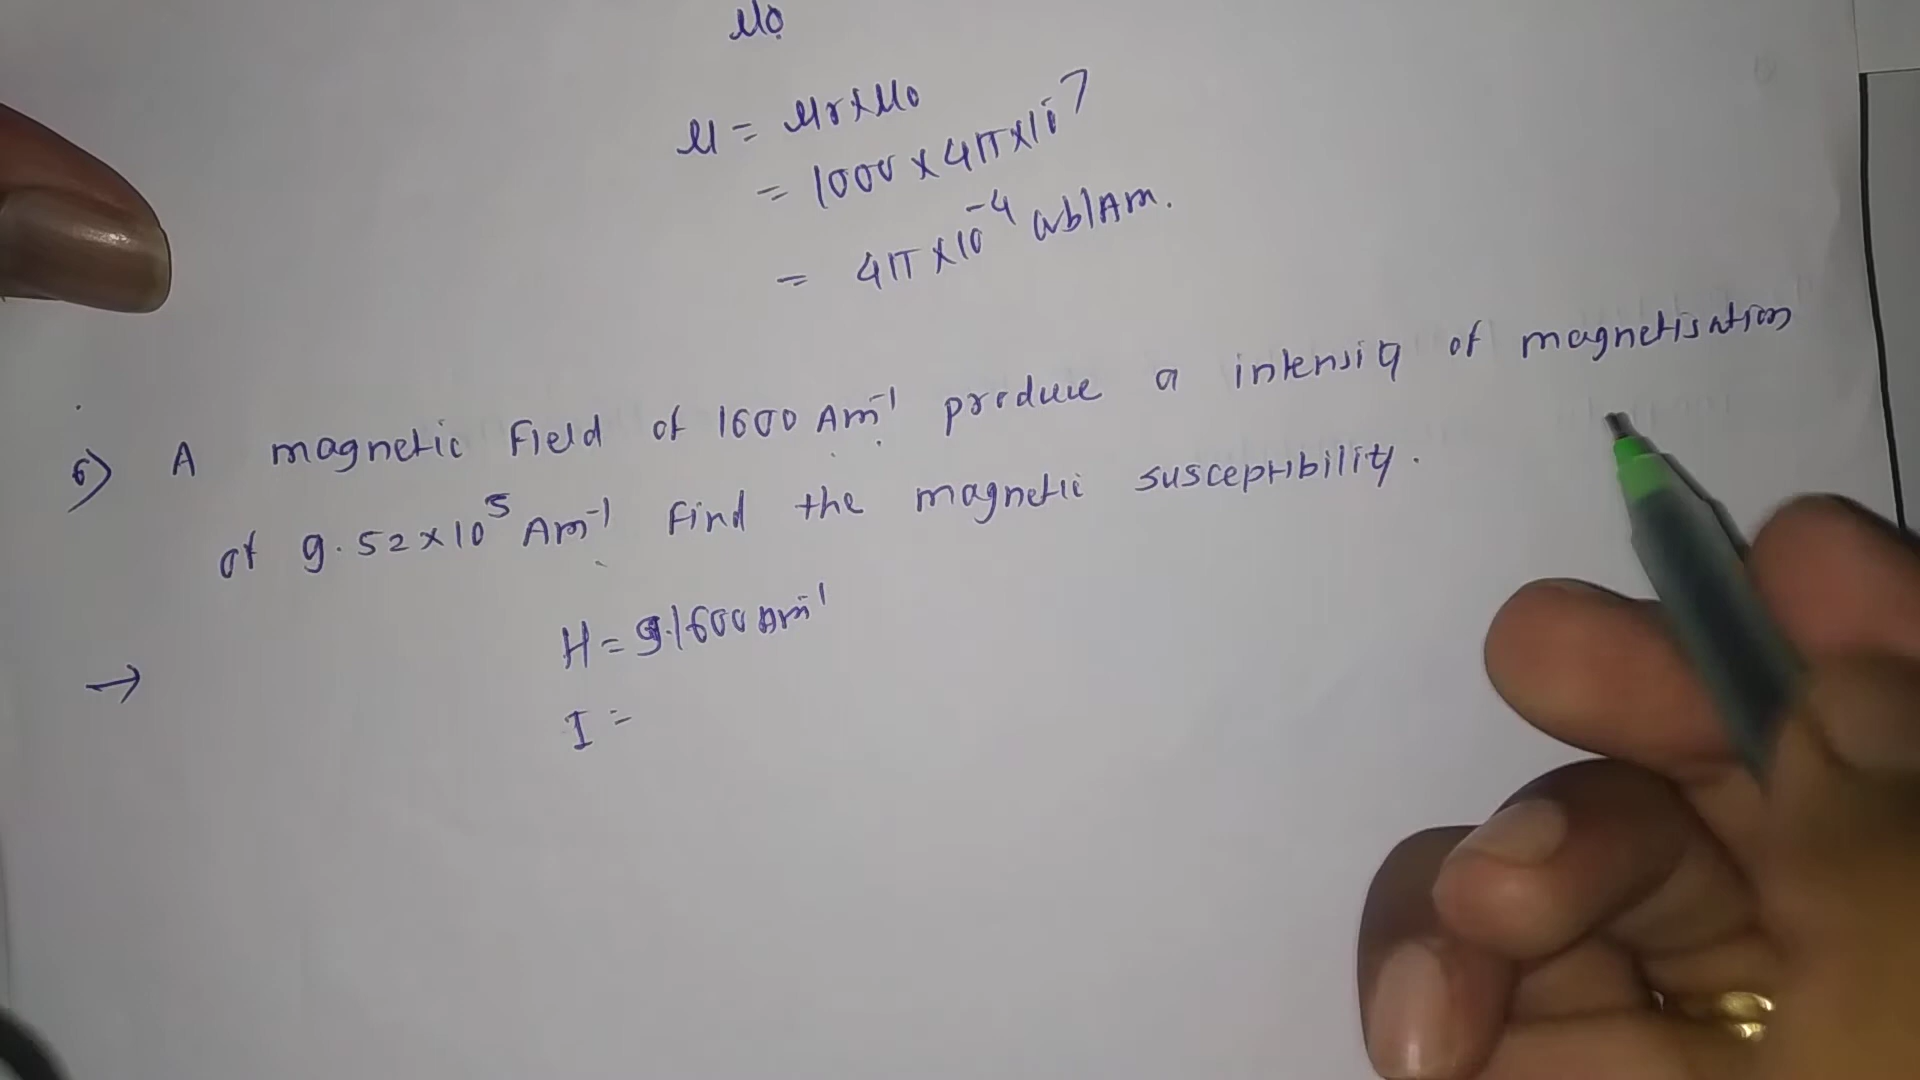 μ₀
μ = μr × μ₀
= 1000 × 4π × 10⁻⁷
= 4π × 10⁻⁴ wb/Am.
6) A magnetic Field of 1600 Am⁻¹ produce a intensity of magnetisation
of 9.52 × 10⁵ Am⁻¹ Find the magnetic susceptibility.
→ H = 1600 Am⁻¹
I =